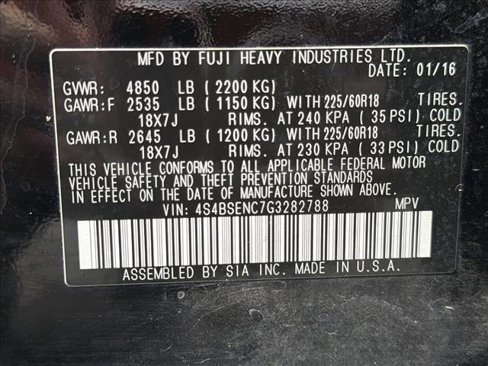 MFD BY FUJI HEAVY INDUSTRIES LTD.
DATE: 01/16
GVWR: 4850 LB (2200 KG)
GAWR:F 2535 LB (1150 KG) WITH 225/60R18 TIRES.
18X7J RIMS. AT 240 KPA (35 PSI) COLD
GAWR:R 2645 LB (1200 KG) WITH 225/60R18 TIRES.
18X7J RIMS. AT 230 KPA (33 PSI) COLD
THIS VEHICLE CONFORMS TO ALL APPLICABLE FEDERAL MOTOR
VEHICLE SAFETY AND THEFT PREVENTION STANDARDS
IN EFFECT ON THE DATE OF MANUFACTURE SHOWN ABOVE.
VIN: 4S4BSENC7G3282788 MPV
ASSEMBLED BY SIA INC. MADE IN U.S.A.